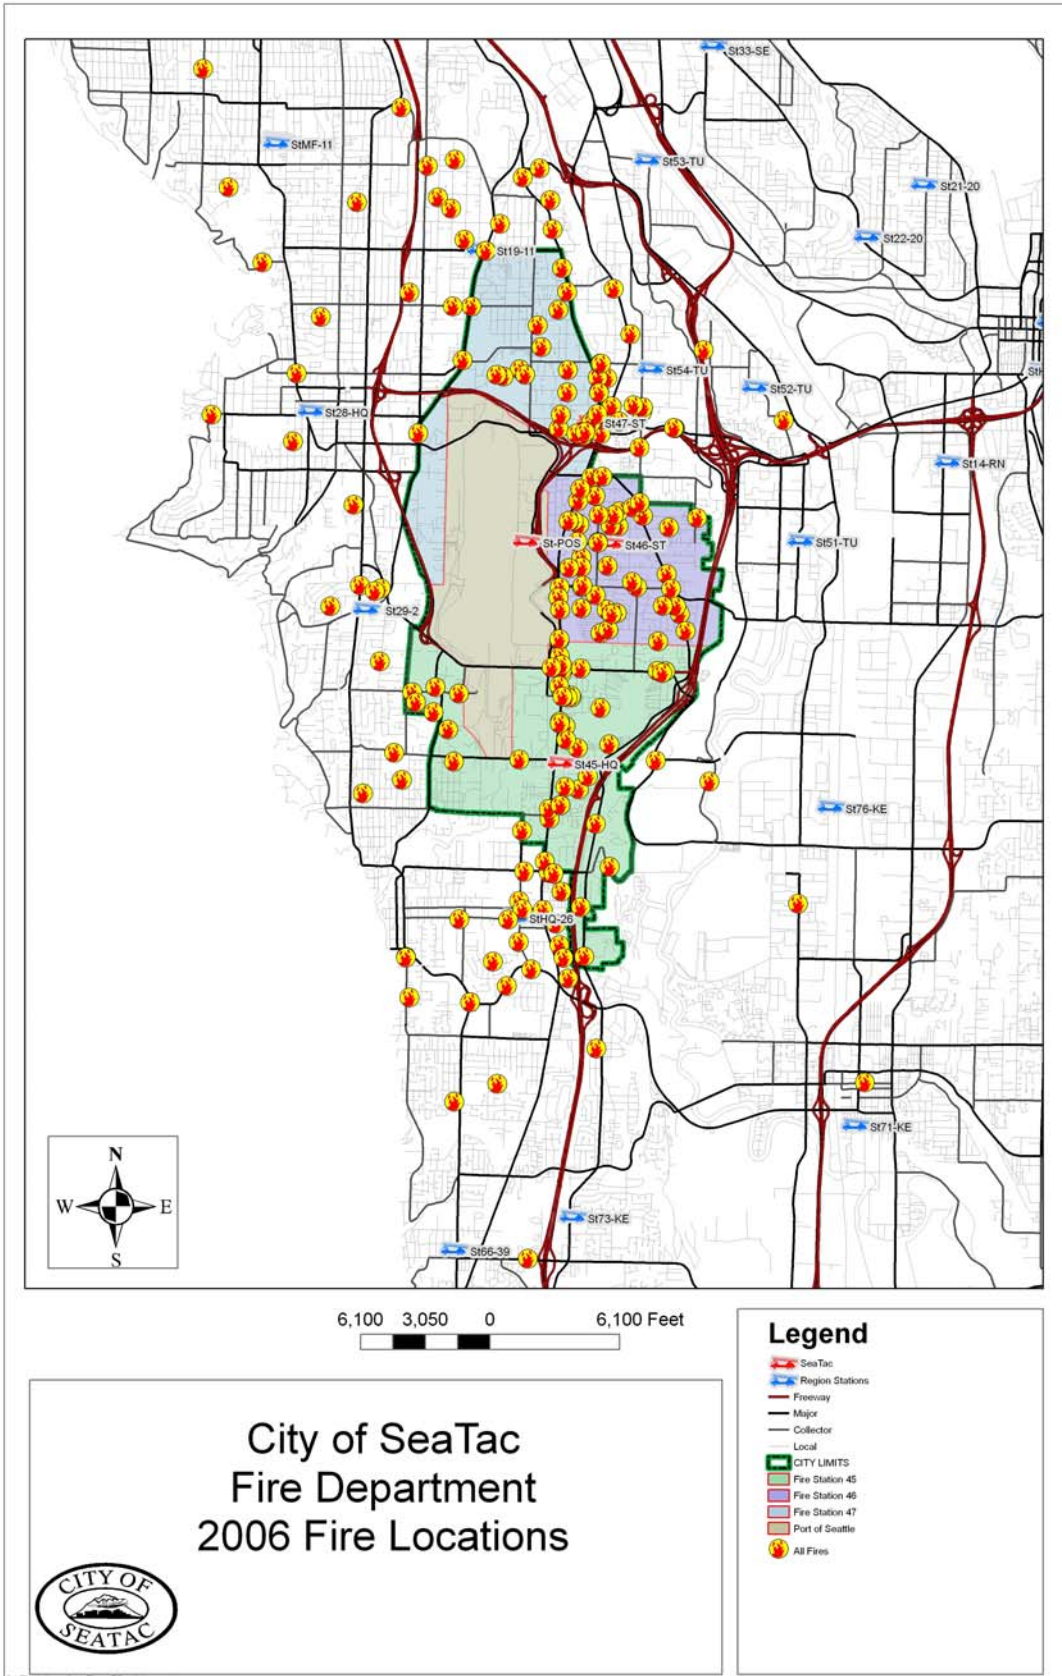 St33-SE
StMF-11
St53-TU
St21-20
St22-20
St19-11
St54-TU
St52-TU
StH
St28-HQ
St47-ST
St14-RN
St-POS
St46-ST
St51-TU
St29-2
St45-HQ
St76-KE
StHQ-26
St71-KE
N
W E
S
St73-KE
St66-39
6,100 3,050 0 6,100 Feet
Legend
SeaTac
Region Stations
Freeway
Major
Collector
Local
CITY LIMITS
Fire Station 45
Fire Station 46
Fire Station 47
Port of Seattle
All Fires
City of SeaTac
Fire Department
2006 Fire Locations
CITY OF
SEATAC